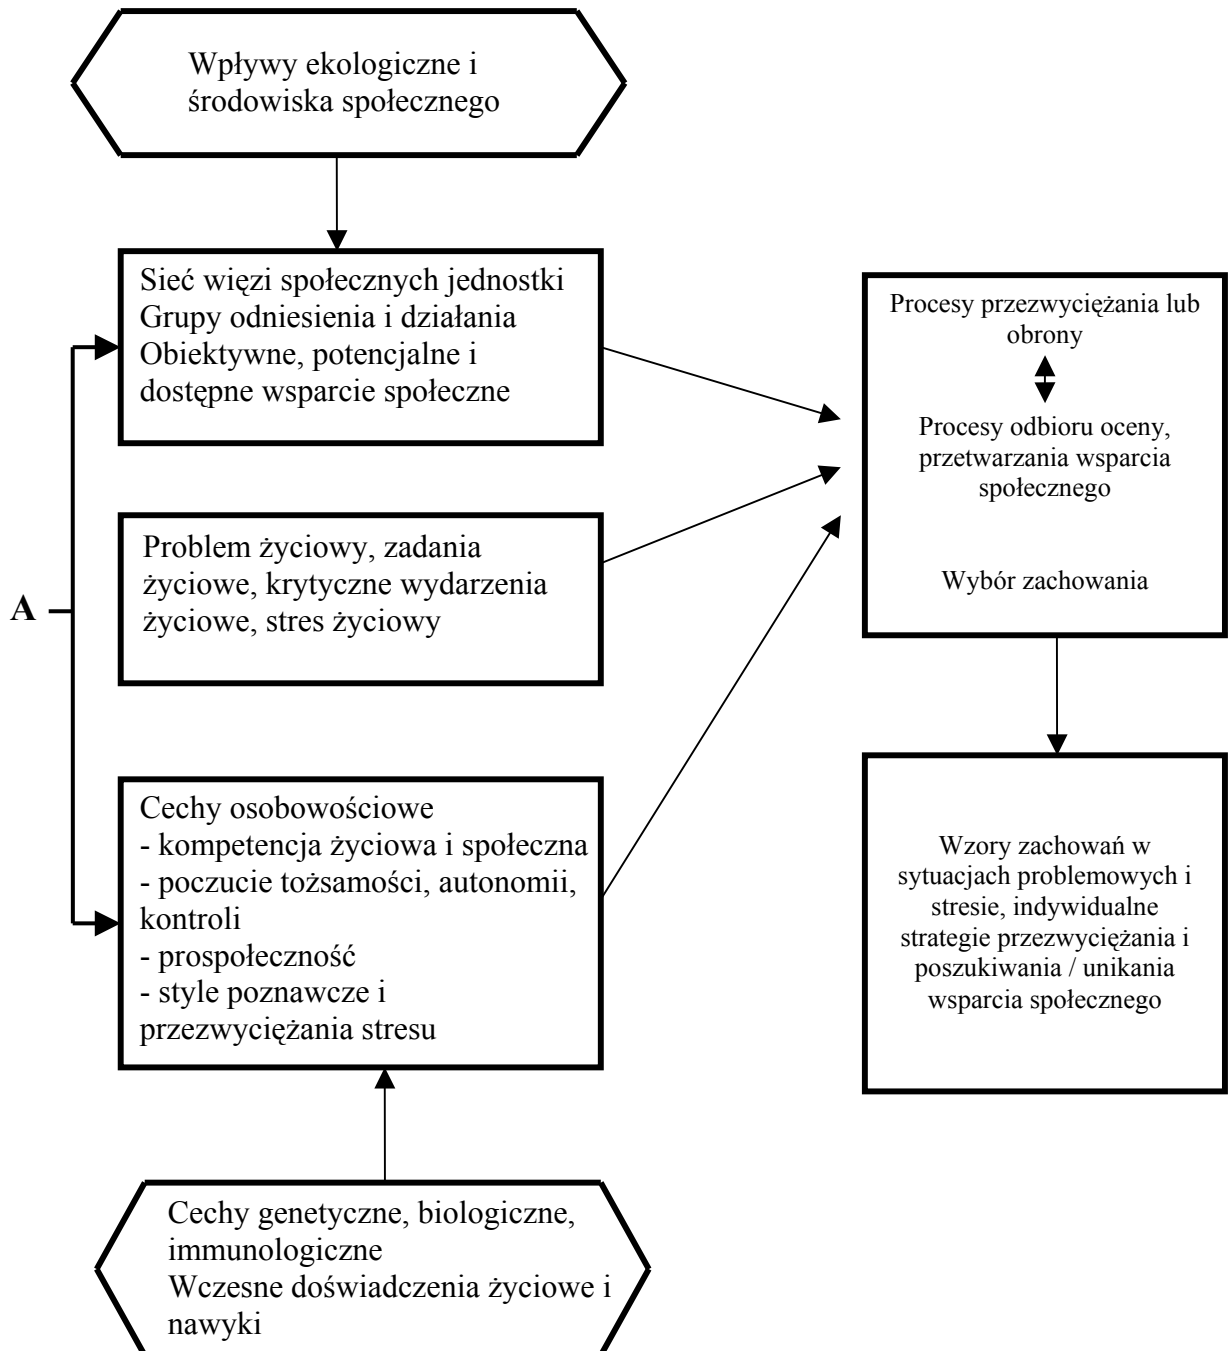 Wpływy ekologiczne i
środowiska społecznego
Sieć więzi społecznych jednostki
Grupy odniesienia i działania
Obiektywne, potencjalne i
dostępne wsparcie społeczne
Procesy przezwyciężania lub
obrony
Procesy odbioru oceny,
przetwarzania wsparcia
społecznego
Wybór zachowania
Problem życiowy, zadania
życiowe, krytyczne wydarzenia
życiowe, stres życiowy
A
Cechy osobowościowe
- kompetencja życiowa i społeczna
- poczucie tożsamości, autonomii,
kontroli
- prospołeczność
- style poznawcze i
przezwyciężania stresu
Wzory zachowań w
sytuacjach problemowych i
stresie, indywidualne
strategie przezwyciężania i
poszukiwania / unikania
wsparcia społecznego
Cechy genetyczne, biologiczne,
immunologiczne
Wczesne doświadczenia życiowe i
nawyki